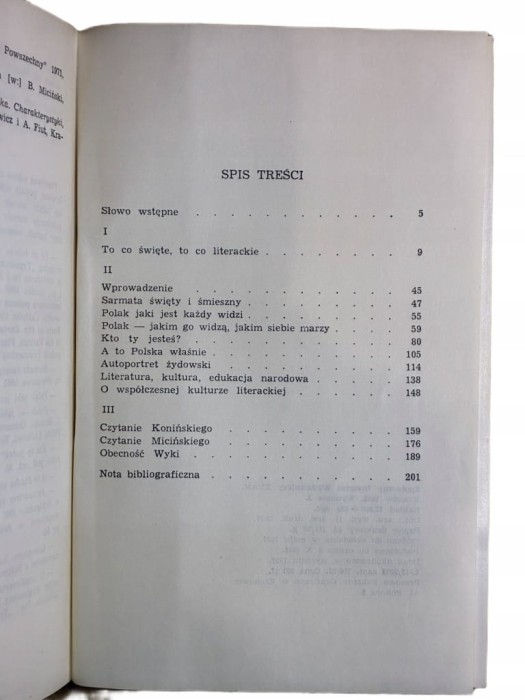 Powszechny" 1971,
[w:] B. Miciński,
ka. Charakterystyki,
wicz i A. Fiut, Kra-
SPIS TREŚCI
Słowo wstępne . . . . . . . . . . . . 5
I
To co święte, to co literackie . . . . . . . . 9
II
Wprowadzenie . . . . . . . . . . . . 45
Sarmata święty i śmieszny . . . . . . . . . 47
Polak jaki jest każdy widzi . . . . . . . . . 55
Polak — jakim go widzą, jakim siebie marzy . . . . 59
Kto ty jesteś? . . . . . . . . . . . . 80
A to Polska właśnie . . . . . . . . . . . 105
Autoportret żydowski . . . . . . . . . . 114
Literatura, kultura, edukacja narodowa . . . . . . 138
O współczesnej kulturze literackiej . . . . . . . 148
III
Czytanie Konińskiego . . . . . . . . . . 159
Czytanie Micińskiego . . . . . . . . . . 176
Obecność Wyki . . . . . . . . . . . . 189
Nota bibliograficzna . . . . . . . . . . . 201